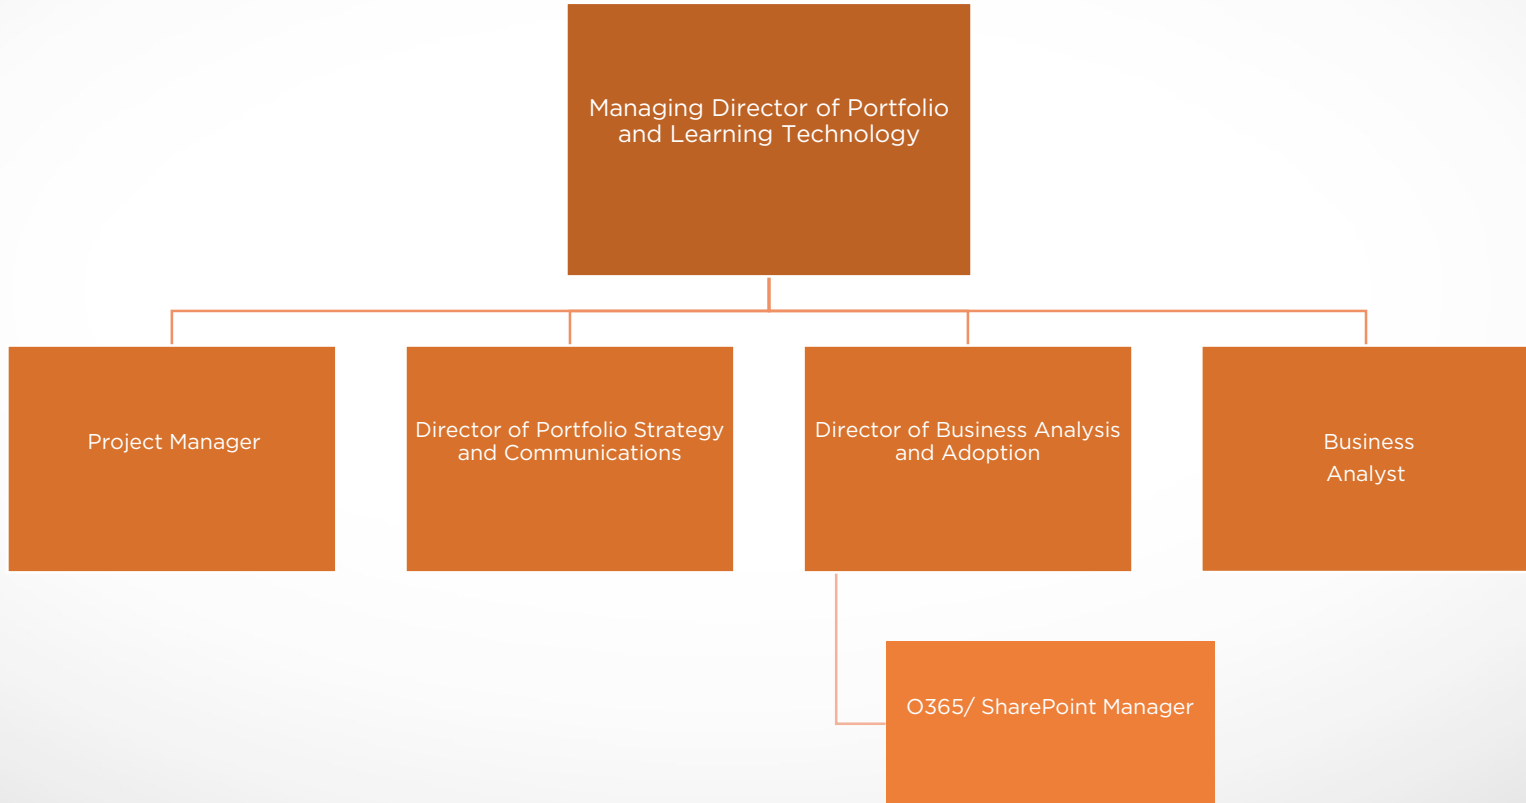 Managing Director of Portfolio
and Learning Technology
Project Manager
Director of Portfolio Strategy
and Communications
Director of Business Analysis
and Adoption
Business
Analyst
O365/ SharePoint Manager